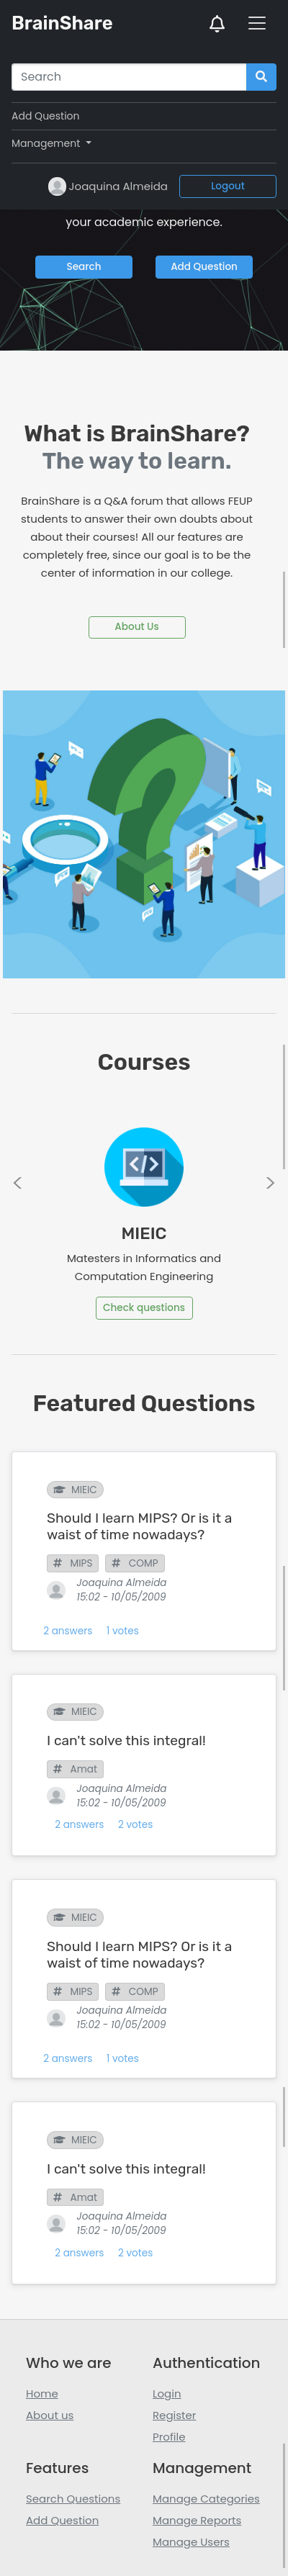 BrainShare
Search
Add Question
Management
Joaquina Almeida
Logout
your academic experience.
Search
Add Question
What is BrainShare?
The way to learn.
BrainShare is a Q&A forum that allows FEUP
students to answer their own doubts about
about their courses! All our features are
completely free, since our goal is to be the
center of information in our college.
About Us
Courses
MIEIC
Matesters in Informatics and
Computation Engineering
Check questions
Featured Questions
MIEIC
Should I learn MIPS? Or is it a
waist of time nowadays?
# MIPS # COMP
Joaquina Almeida
15:02 - 10/05/2009
2 answers 1 votes
MIEIC
I can't solve this integral!
# Amat
Joaquina Almeida
15:02 - 10/05/2009
2 answers 2 votes
MIEIC
Should I learn MIPS? Or is it a
waist of time nowadays?
# MIPS # COMP
Joaquina Almeida
15:02 - 10/05/2009
2 answers 1 votes
MIEIC
I can't solve this integral!
# Amat
Joaquina Almeida
15:02 - 10/05/2009
2 answers 2 votes
Who we are
Home
About us
Authentication
Login
Register
Profile
Features
Search Questions
Add Question
Management
Manage Categories
Manage Reports
Manage Users